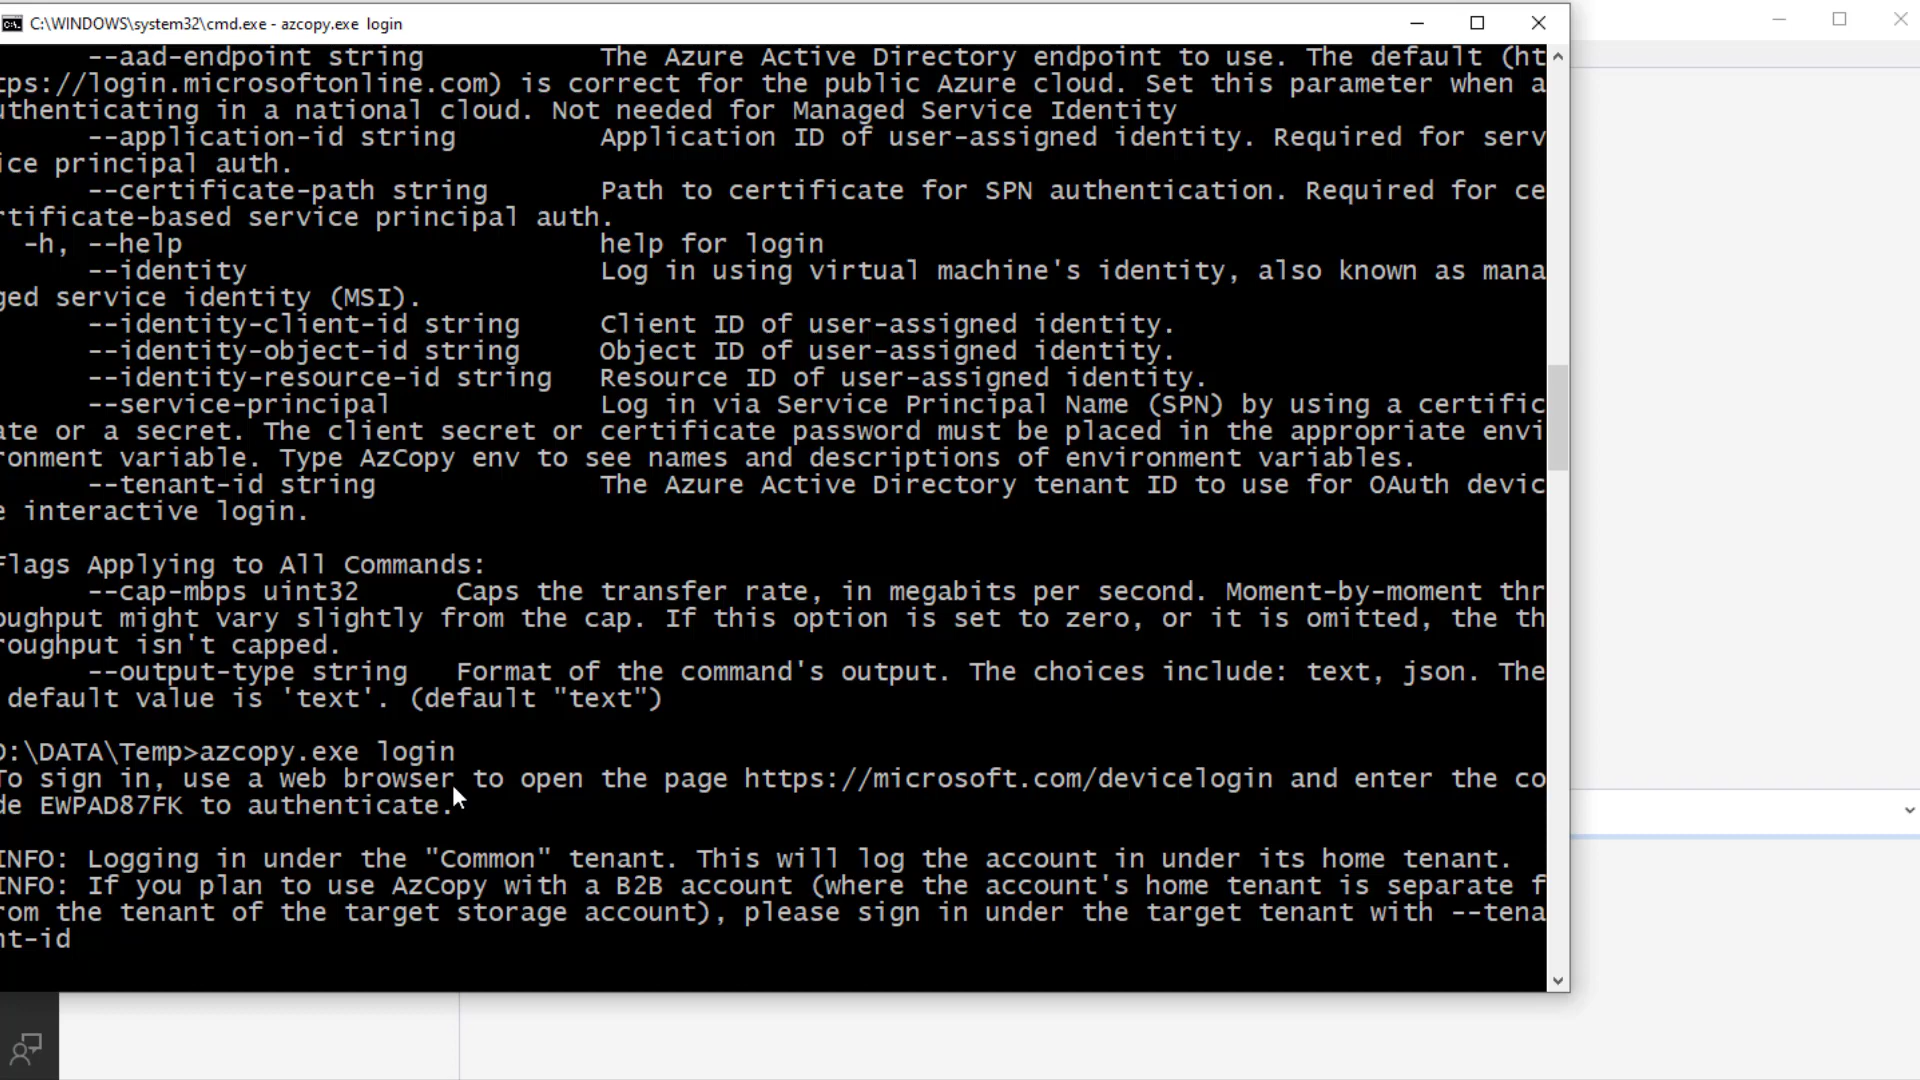 C:\WINDOWS\system32\cmd.exe - azcopy.exe login
--aad-endpoint string The Azure Active Directory endpoint to use. The default (ht
tps://login.microsoftonline.com) is correct for the public Azure cloud. Set this parameter when a
uthenticating in a national cloud. Not needed for Managed Service Identity
--application-id string Application ID of user-assigned identity. Required for serv
ice principal auth.
--certificate-path string Path to certificate for SPN authentication. Required for ce
rtificate-based service principal auth.
-h, --help help for login
--identity Log in using virtual machine's identity, also known as mana
ged service identity (MSI).
--identity-client-id string Client ID of user-assigned identity.
--identity-object-id string Object ID of user-assigned identity.
--identity-resource-id string Resource ID of user-assigned identity.
--service-principal Log in via Service Principal Name (SPN) by using a certific
ate or a secret. The client secret or certificate password must be placed in the appropriate envi
ronment variable. Type AzCopy env to see names and descriptions of environment variables.
--tenant-id string The Azure Active Directory tenant ID to use for OAuth devic
e interactive login.
Flags Applying to All Commands:
--cap-mbps uint32 Caps the transfer rate, in megabits per second. Moment-by-moment thr
oughput might vary slightly from the cap. If this option is set to zero, or it is omitted, the th
roughput isn't capped.
--output-type string Format of the command's output. The choices include: text, json. The
default value is 'text'. (default "text")
D:\DATA\Temp>azcopy.exe login
To sign in, use a web browser to open the page https://microsoft.com/devicelogin and enter the co
de EWPAD87FK to authenticate.
INFO: Logging in under the "Common" tenant. This will log the account in under its home tenant.
INFO: If you plan to use AzCopy with a B2B account (where the account's home tenant is separate f
rom the tenant of the target storage account), please sign in under the target tenant with --tena
nt-id